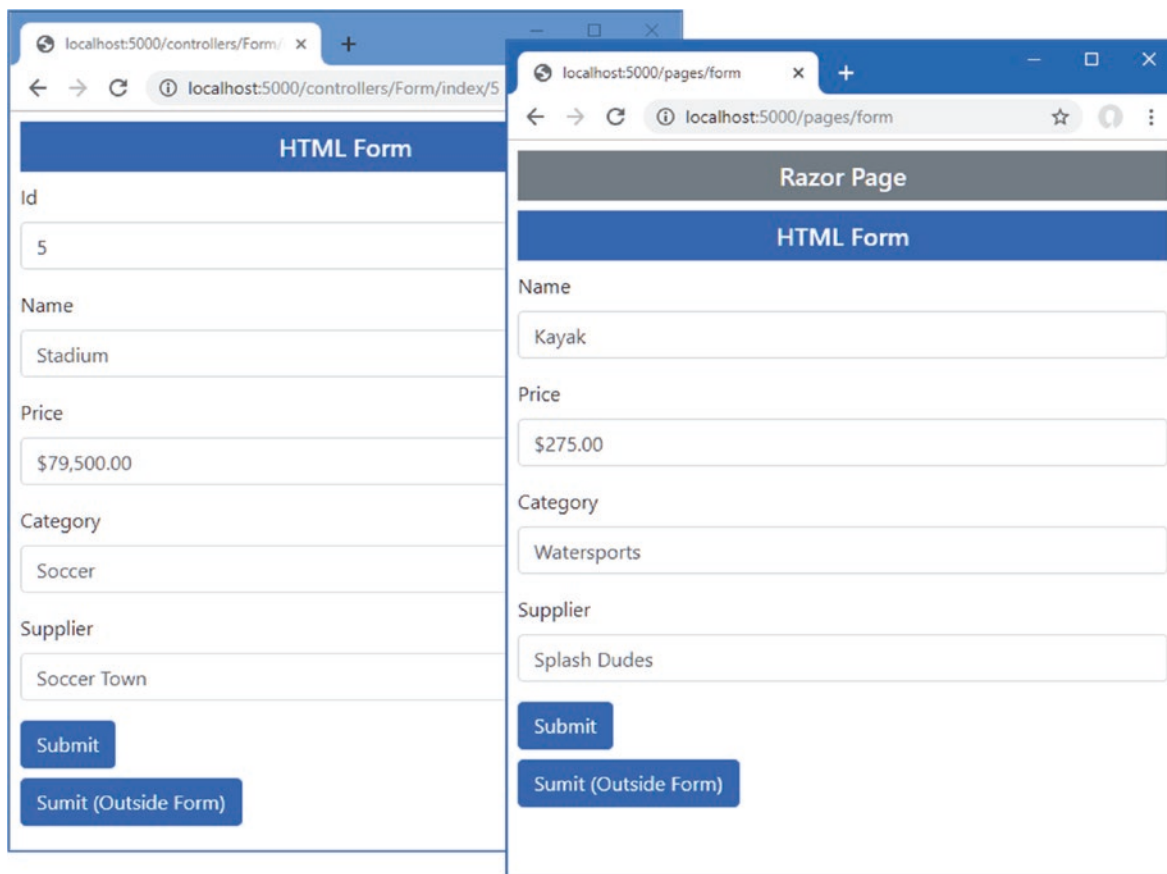 localhost:5000/controllers/Form/
localhost:5000/controllers/Form/index/5
HTML Form
Id
5
Name
Stadium
Price
$79,500.00
Category
Soccer
Supplier
Soccer Town
Submit
Sumit (Outside Form)
localhost:5000/pages/form
localhost:5000/pages/form
Razor Page
HTML Form
Name
Kayak
Price
$275.00
Category
Watersports
Supplier
Splash Dudes
Submit
Sumit (Outside Form)